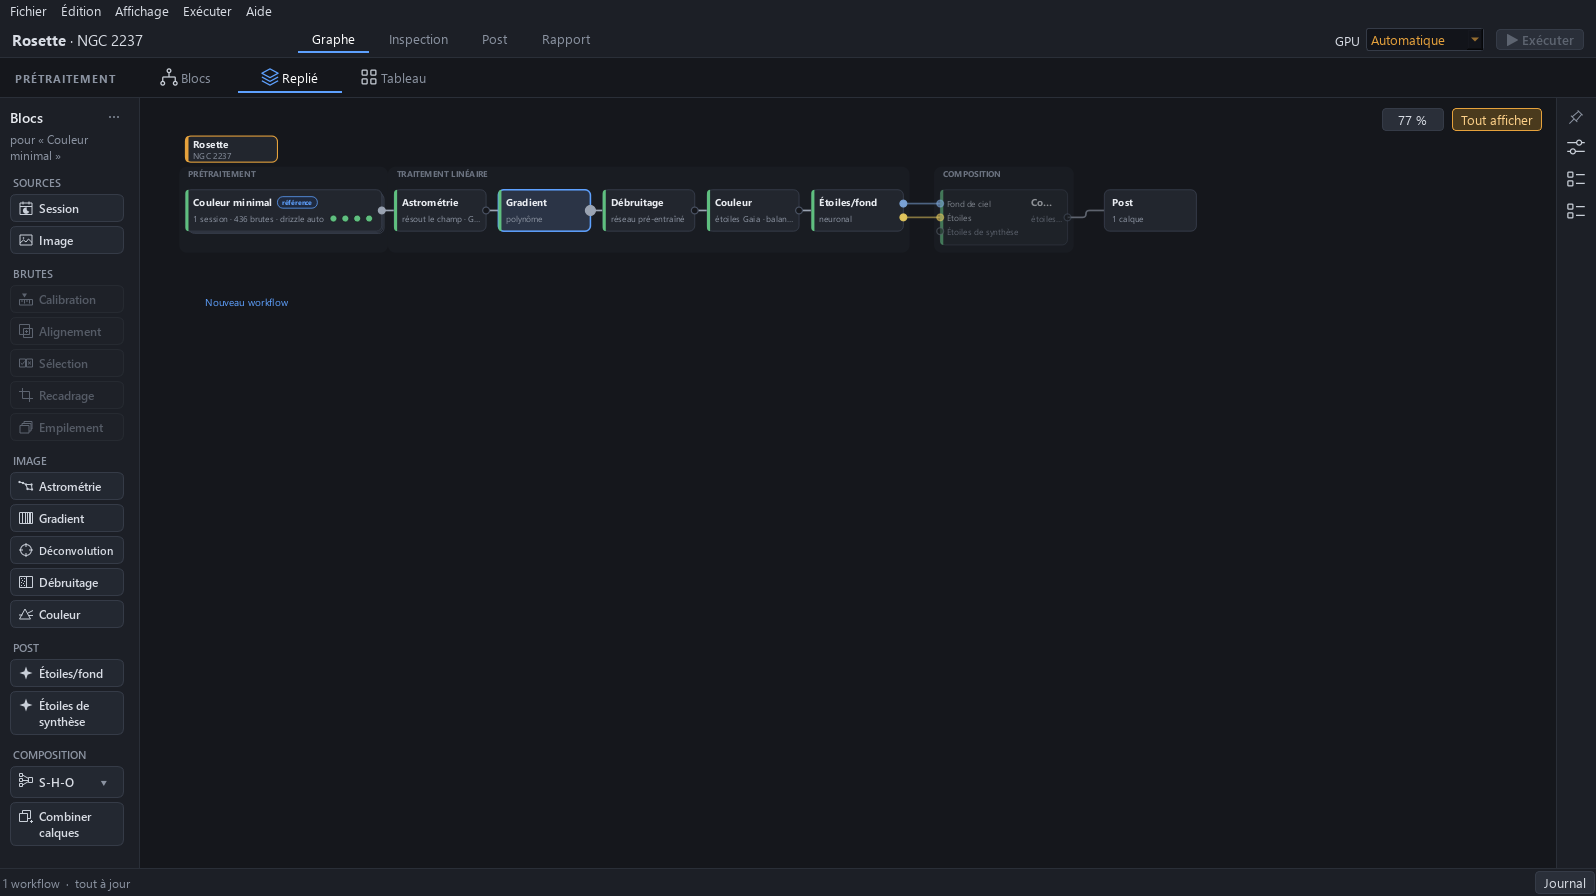 Fichier Édition Affichage Exécuter Aide
Rosette · NGC 2237
Graphe Inspection Post Rapport
GPU Automatique Exécuter
PRÉTRAITEMENT Blocs Replié Tableau
Blocs ...
pour « Couleur
minimal »
SOURCES
Session
Image
BRUTES
Calibration
Alignement
Sélection
Recadrage
Empilement
IMAGE
Astrométrie
Gradient
Déconvolution
Débruitage
Couleur
POST
Étoiles/fond
Étoiles de
synthèse
COMPOSITION
S-H-O
Combiner
calques
77 % Tout afficher
Rosette
NGC 2237
PRÉTRAITEMENT
Couleur minimal référence
1 session · 436 brutes · drizzle auto
TRAITEMENT LINÉAIRE
Astrométrie
résout le champ · G...
Gradient
polynôme
Débruitage
réseau pré-entraîné
Couleur
étoiles Gaia · balan...
Étoiles/fond
neuronal
COMPOSITION
Fond de ciel
Étoiles
Étoiles de synthèse
Co...
étoiles...
Post
1 calque
Nouveau workflow
1 workflow · tout à jour
Journal